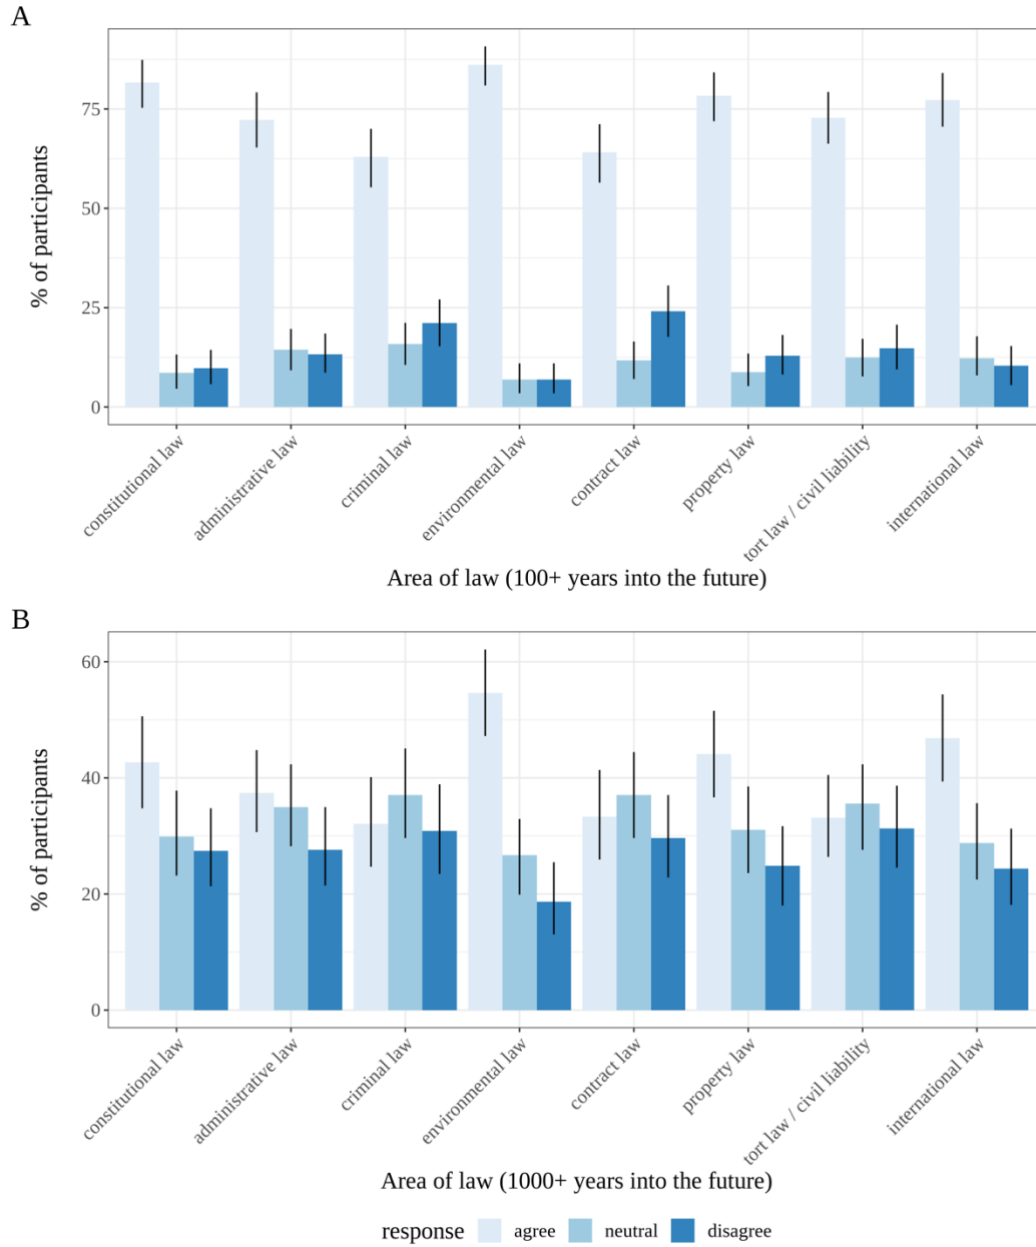 A
% of participants
75
50
25
0
constitutional law
administrative law
criminal law
environmental law
contract law
property law
tort law / civil liability
international law
Area of law (100+ years into the future)
B
% of participants
60
40
20
0
constitutional law
administrative law
criminal law
environmental law
contract law
property law
tort law / civil liability
international law
Area of law (1000+ years into the future)
response agree neutral disagree